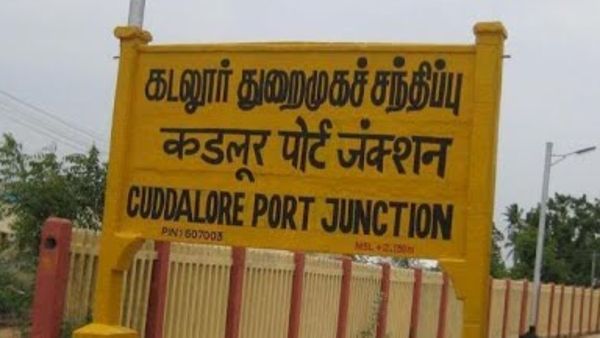 கடலூர் துறைமுகச் சந்திப்பு
कडलूर पोर्ट जंक्शन
CUDDALORE PORT JUNCTION
PIN: 607003